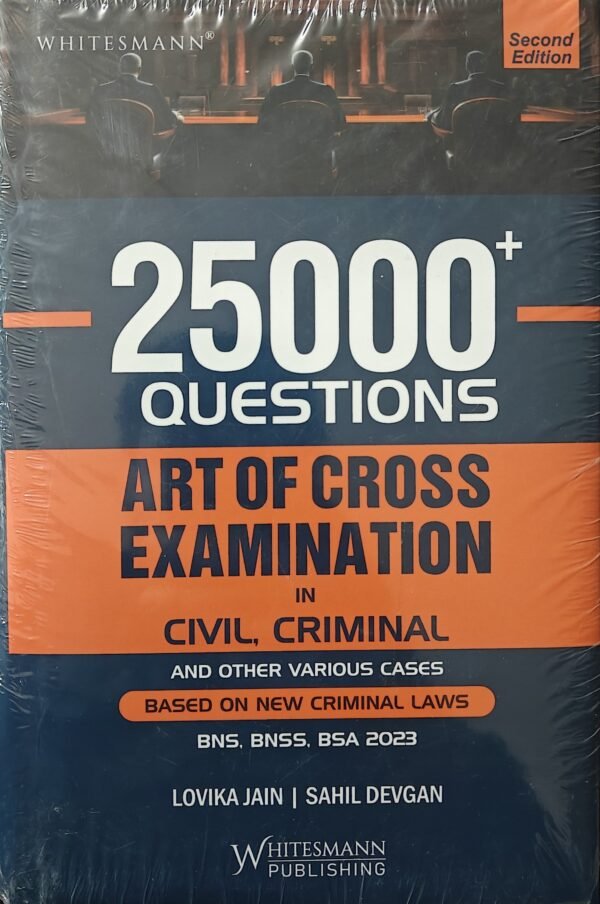 WHITESMANN®
Second
Edition
25000+
QUESTIONS
ART OF CROSS
EXAMINATION
IN
CIVIL, CRIMINAL
AND OTHER VARIOUS CASES
BASED ON NEW CRIMINAL LAWS
BNS, BNSS, BSA 2023
LOVIKA JAIN | SAHIL DEVGAN
WHITESMANN
PUBLISHING